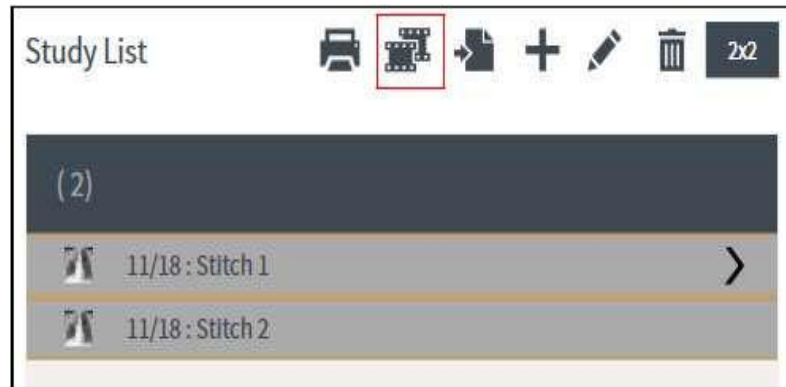 Study List
2x2
( 2)
11/18 : Stitch 1
11/18 : Stitch 2